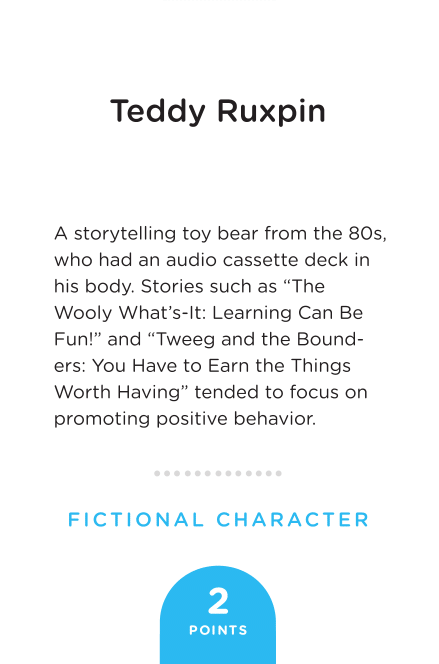 Teddy Ruxpin
A storytelling toy bear from the 80s,
who had an audio cassette deck in
his body. Stories such as “The
Wooly What’s-It: Learning Can Be
Fun!” and “Tweeg and the Bound-
ers: You Have to Earn the Things
Worth Having” tended to focus on
promoting positive behavior.
FICTIONAL CHARACTER
2
POINTS